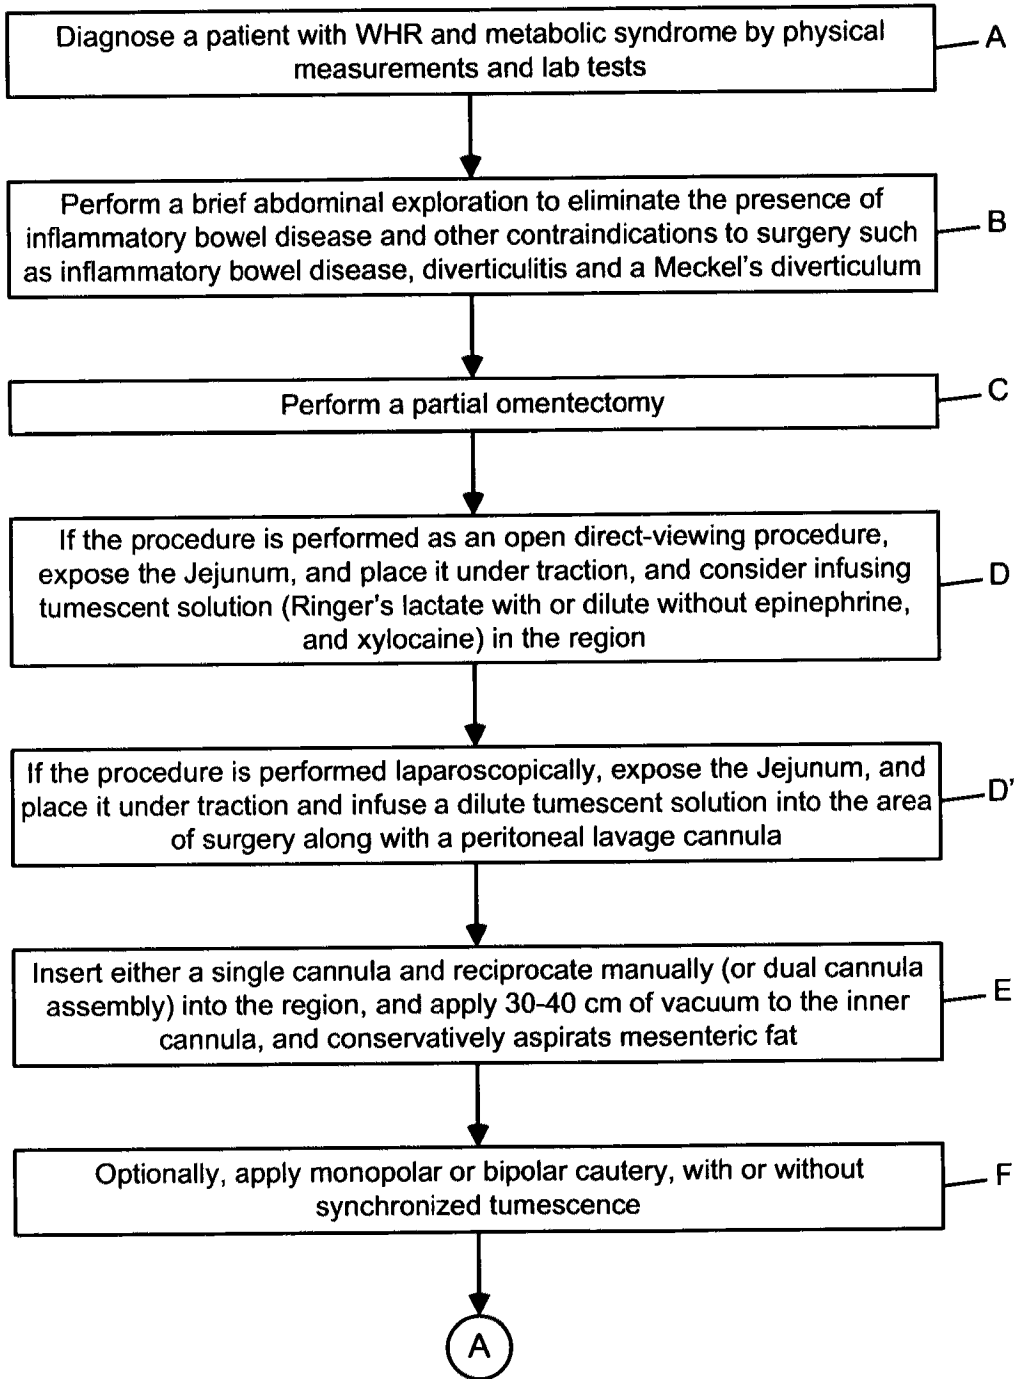 Diagnose a patient with WHR and metabolic syndrome by physical
measurements and lab tests
A
Perform a brief abdominal exploration to eliminate the presence of
inflammatory bowel disease and other contraindications to surgery such
as inflammatory bowel disease, diverticulitis and a Meckel's diverticulum
B
Perform a partial omentectomy
C
If the procedure is performed as an open direct-viewing procedure,
expose the Jejunum, and place it under traction, and consider infusing
tumescent solution (Ringer's lactate with or dilute without epinephrine,
and xylocaine) in the region
D
If the procedure is performed laparoscopically, expose the Jejunum, and
place it under traction and infuse a dilute tumescent solution into the area
of surgery along with a peritoneal lavage cannula
D'
Insert either a single cannula and reciprocate manually (or dual cannula
assembly) into the region, and apply 30-40 cm of vacuum to the inner
cannula, and conservatively aspirats mesenteric fat
E
Optionally, apply monopolar or bipolar cautery, with or without
synchronized tumescence
F
A